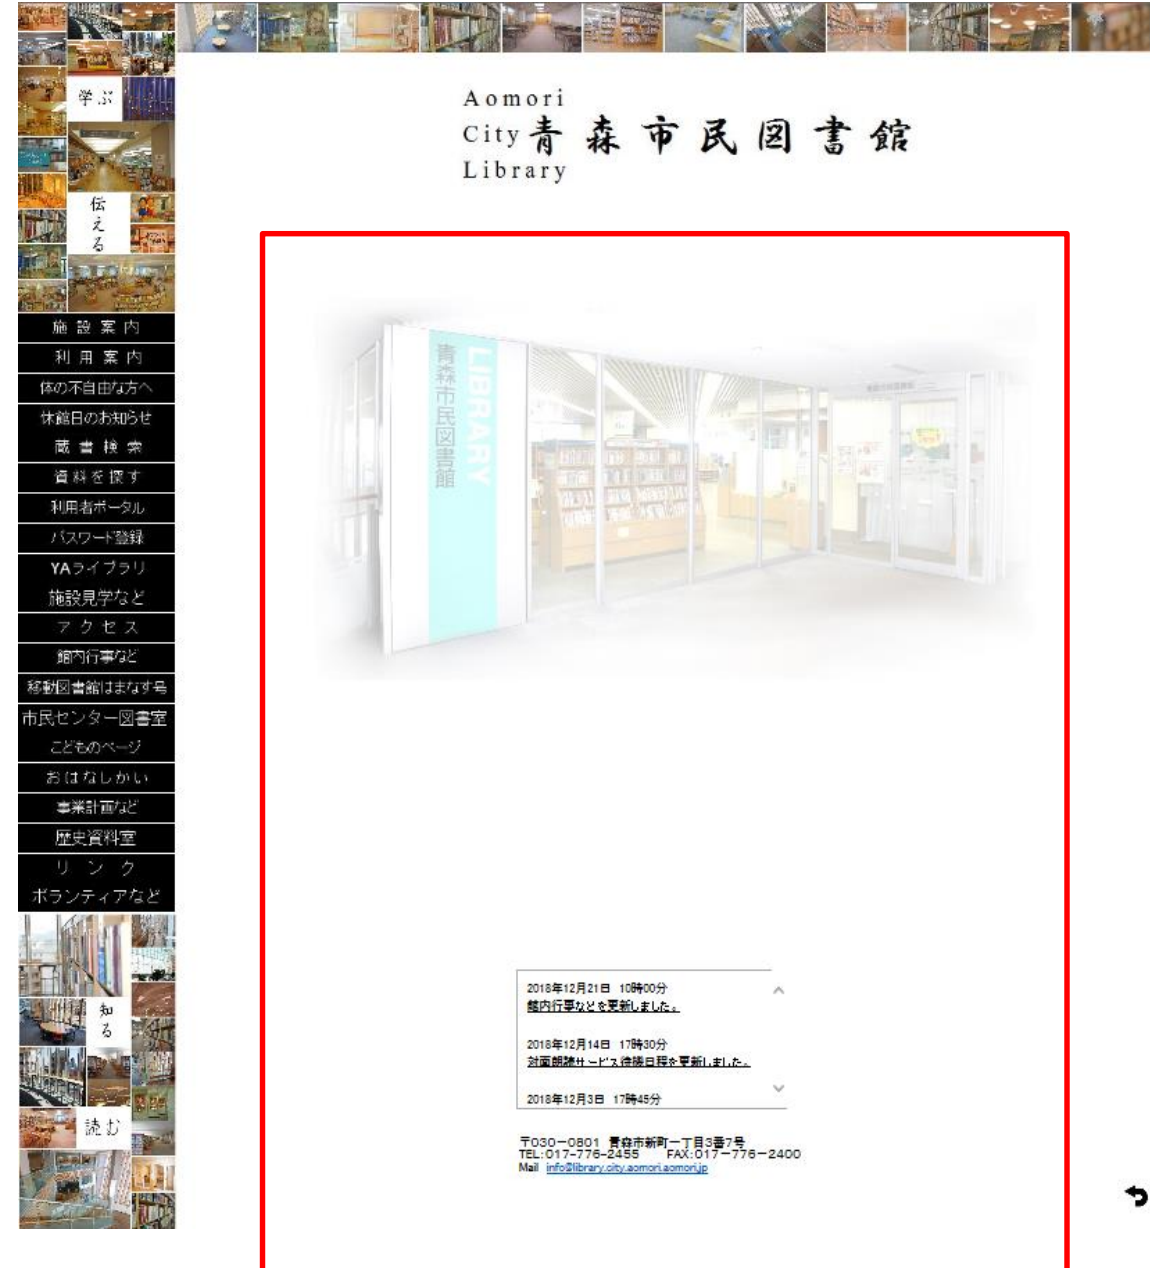 Aomori
City
Library
青森市民図書館
学ぶ
伝える
施設案内
利用案内
体の不自由な方へ
休館日のお知らせ
蔵書検索
資料を探す
利用者ポータル
パスワード登録
YAライブラリ
施設見学など
アクセス
館内行事など
移動図書館はまなす号
市民センター図書室
こどものページ
おはなしかい
事業計画など
歴史資料室
リンク
ボランティアなど
知る
読む
LIBRARY
青森市民図書館
2018年12月21日 10時00分
館内行事などを更新しました。
2018年12月14日 17時30分
対面朗読サービス待機日程を更新しました。
2018年12月3日 17時45分
〒030-0801 青森市新町一丁目3番7号
TEL:017-776-2455 FAX:017-776-2400
Mail info@library.city.aomori.aomori.jp